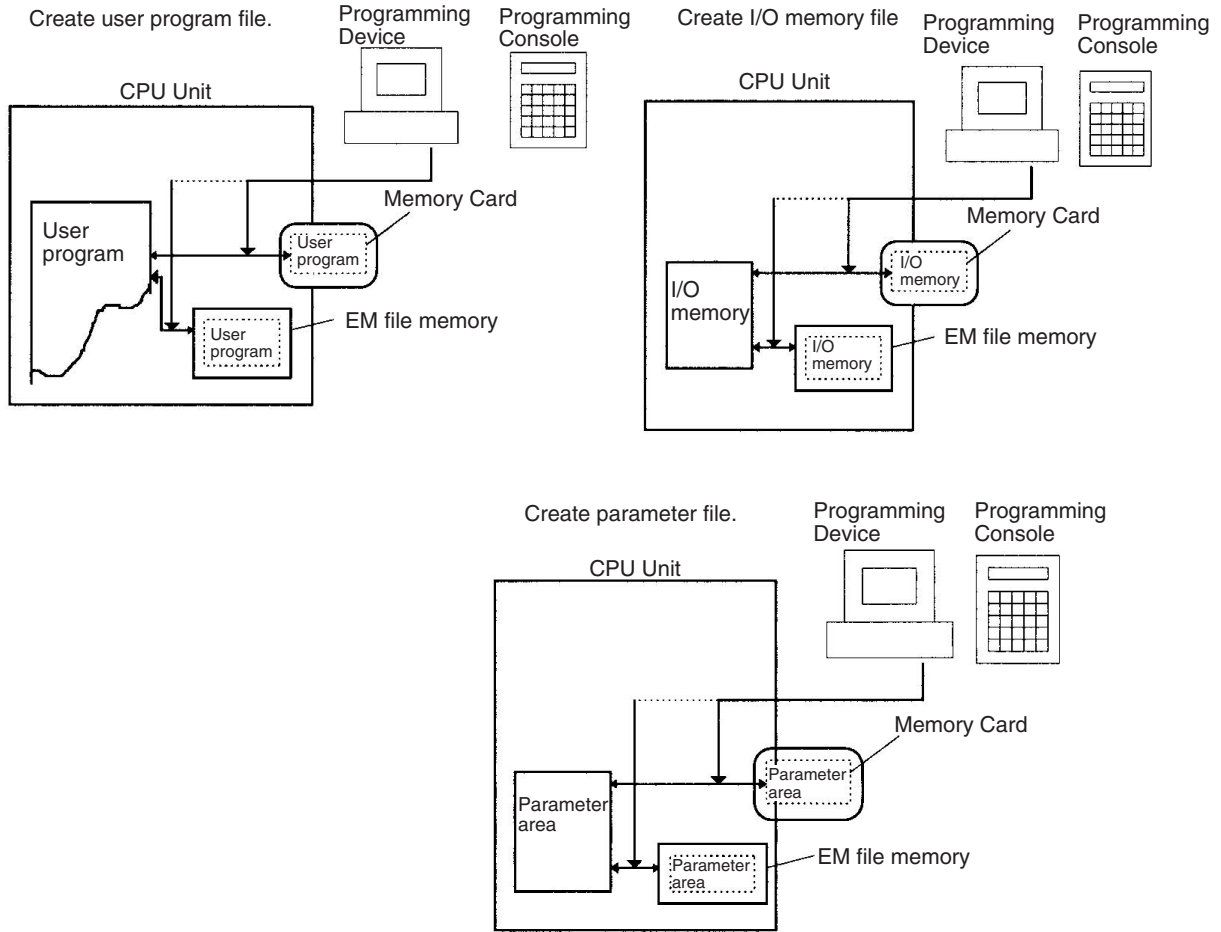 Create user program file.
Programming
Device
Programming
Console
CPU Unit
Memory Card
User
program
User
program
EM file memory
User
program
Create I/O memory file
Programming
Device
Programming
Console
CPU Unit
Memory Card
I/O
memory
I/O
memory
EM file memory
I/O
memory
Create parameter file.
Programming
Device
Programming
Console
CPU Unit
Memory Card
Parameter
area
Parameter
area
EM file memory
Parameter
area